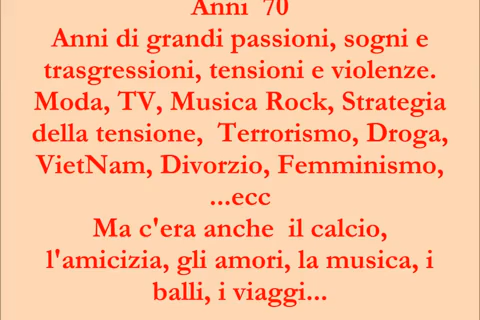 Anni 70
Anni di grandi passioni, sogni e
trasgressioni, tensioni e violenze.
Moda, TV, Musica Rock, Strategia
della tensione, Terrorismo, Droga,
VietNam, Divorzio, Femminismo,
...ecc
Ma c'era anche il calcio,
l'amicizia, gli amori, la musica, i
balli, i viaggi...